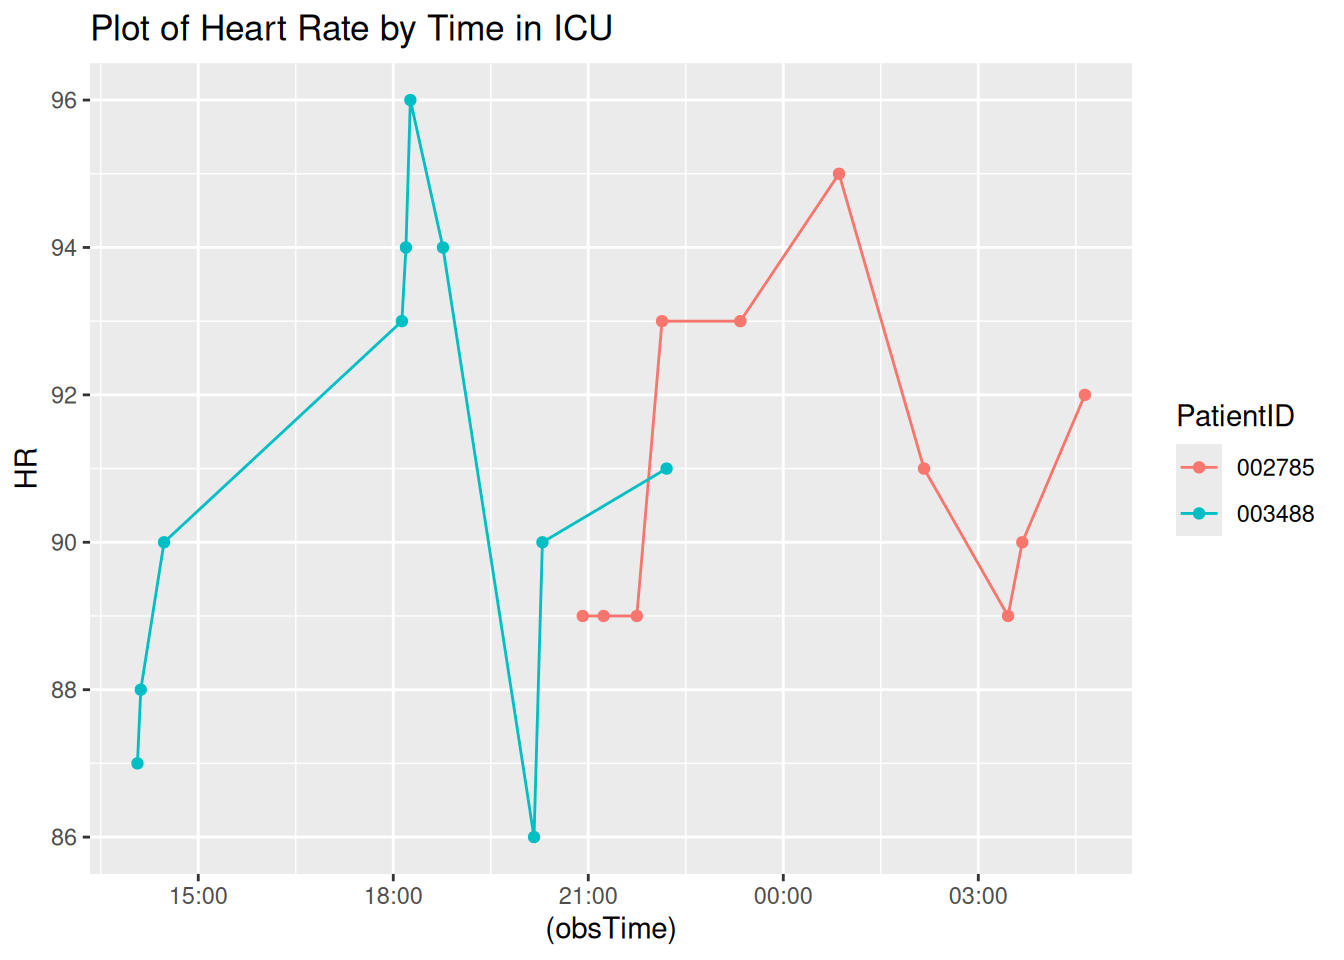 Plot of Heart Rate by Time in ICU
96
94
92
90
88
86
HR
15:00 18:00 21:00 00:00 03:00
(obsTime)
PatientID
002785
003488